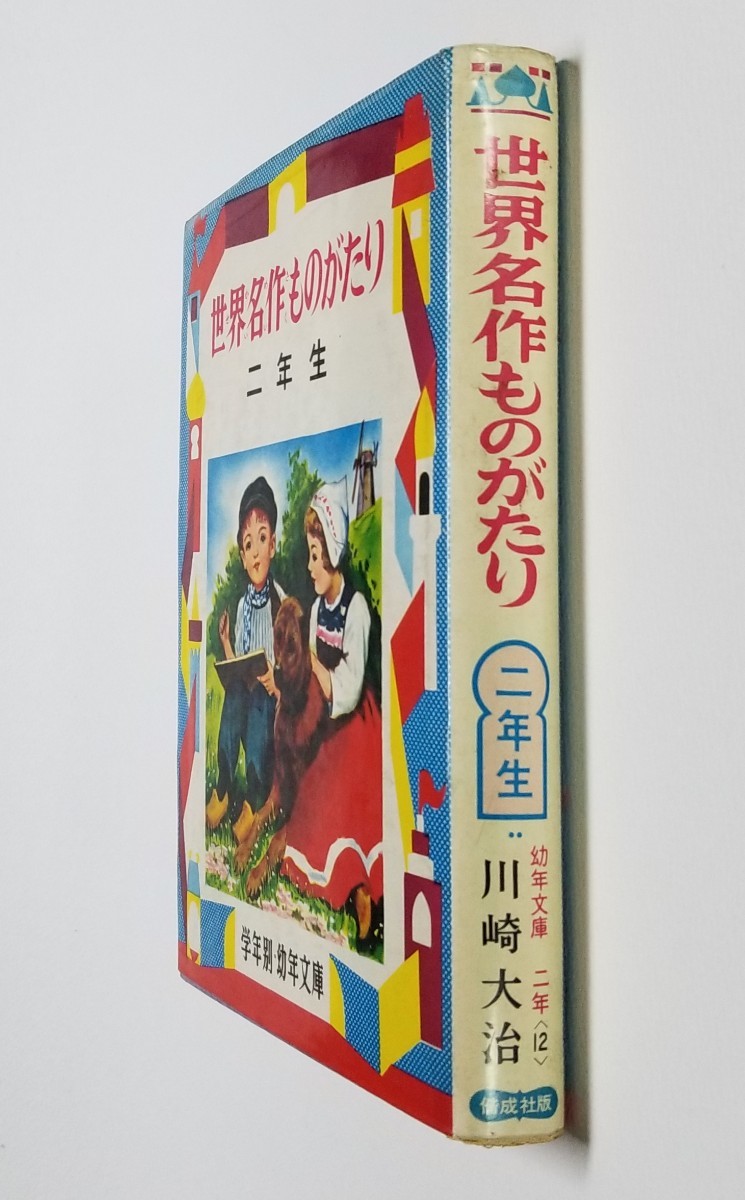 世界名作ものがたり
二年生
学年別・幼年文庫
世界名作ものがたり
二年生
川崎大治
幼年文庫 二年〈12〉
偕成社版